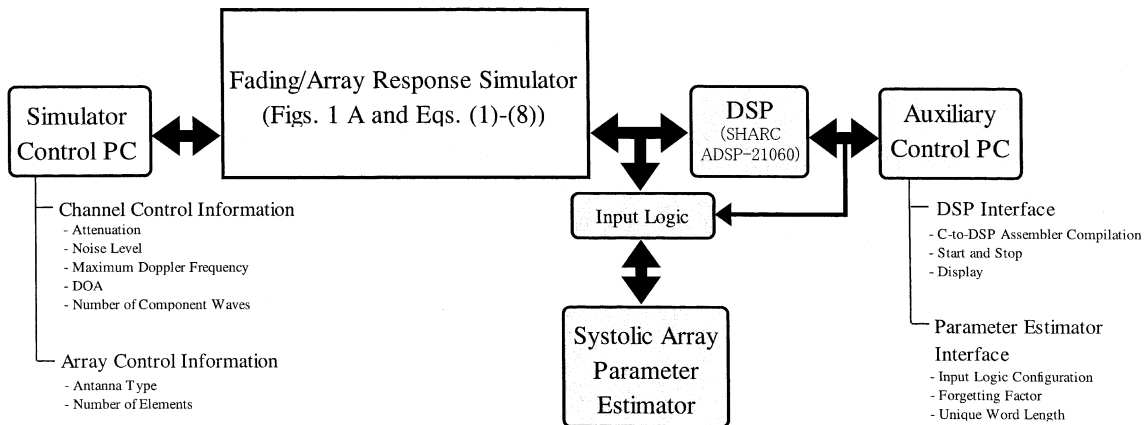 Simulator
Control PC
Fading/Array Response Simulator
(Figs. 1 A and Eqs. (1)-(8))
DSP
(SHARC
ADSP-21060)
Auxiliary
Control PC
Input Logic
Systolic Array
Parameter
Estimator
Channel Control Information
- Attenuation
- Noise Level
- Maximum Doppler Frequency
- DOA
- Number of Component Waves
Array Control Information
- Antanna Type
- Number of Elements
DSP Interface
- C-to-DSP Assembler Compilation
- Start and Stop
- Display
Parameter Estimator
Interface
- Input Logic Configuration
- Forgetting Factor
- Unique Word Length